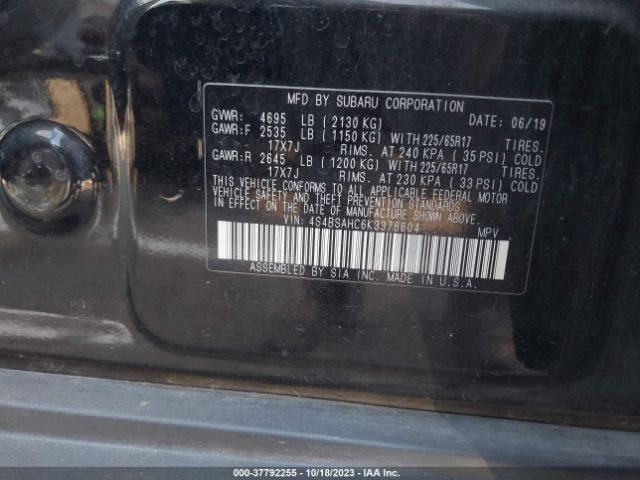 MFD BY SUBARU CORPORATION
GVWR: 4695 LB ( 2130 KG) DATE: 06/19
GAWR:F 2535 LB ( 1150 KG) WITH 225/65R17 TIRES.
17X7J RIMS. AT 240 KPA ( 35 PSI) COLD
GAWR:R 2645 LB ( 1200 KG) WITH 225/65R17 TIRES.
17X7J RIMS. AT 230 KPA ( 33 PSI) COLD
THIS VEHICLE CONFORMS TO ALL APPLICABLE FEDERAL MOTOR
VEHICLE SAFETY AND THEFT PREVENTION STANDARDS
IN EFFECT ON THE DATE OF MANUFACTURE SHOWN ABOVE.
VIN: 4S4BSAHC6K3378604 MPV
ASSEMBLED BY SIA INC. MADE IN U.S.A.
000-37792255 - 10/18/2023 - IAA Inc.